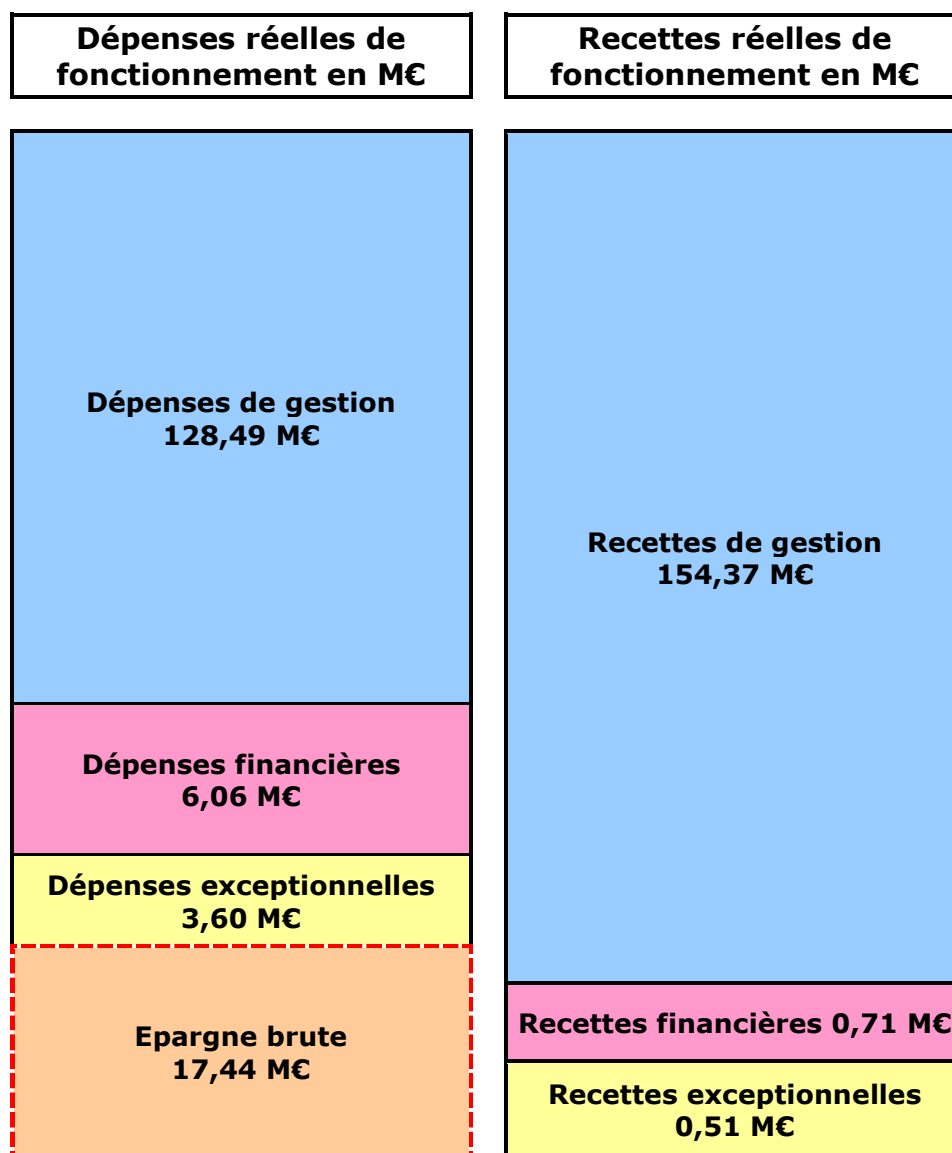 Dépenses réelles de
fonctionnement en M€
Dépenses de gestion
128,49 M€
Dépenses financières
6,06 M€
Dépenses exceptionnelles
3,60 M€
Epargne brute
17,44 M€
Recettes réelles de
fonctionnement en M€
Recettes de gestion
154,37 M€
Recettes financières 0,71 M€
Recettes exceptionnelles
0,51 M€